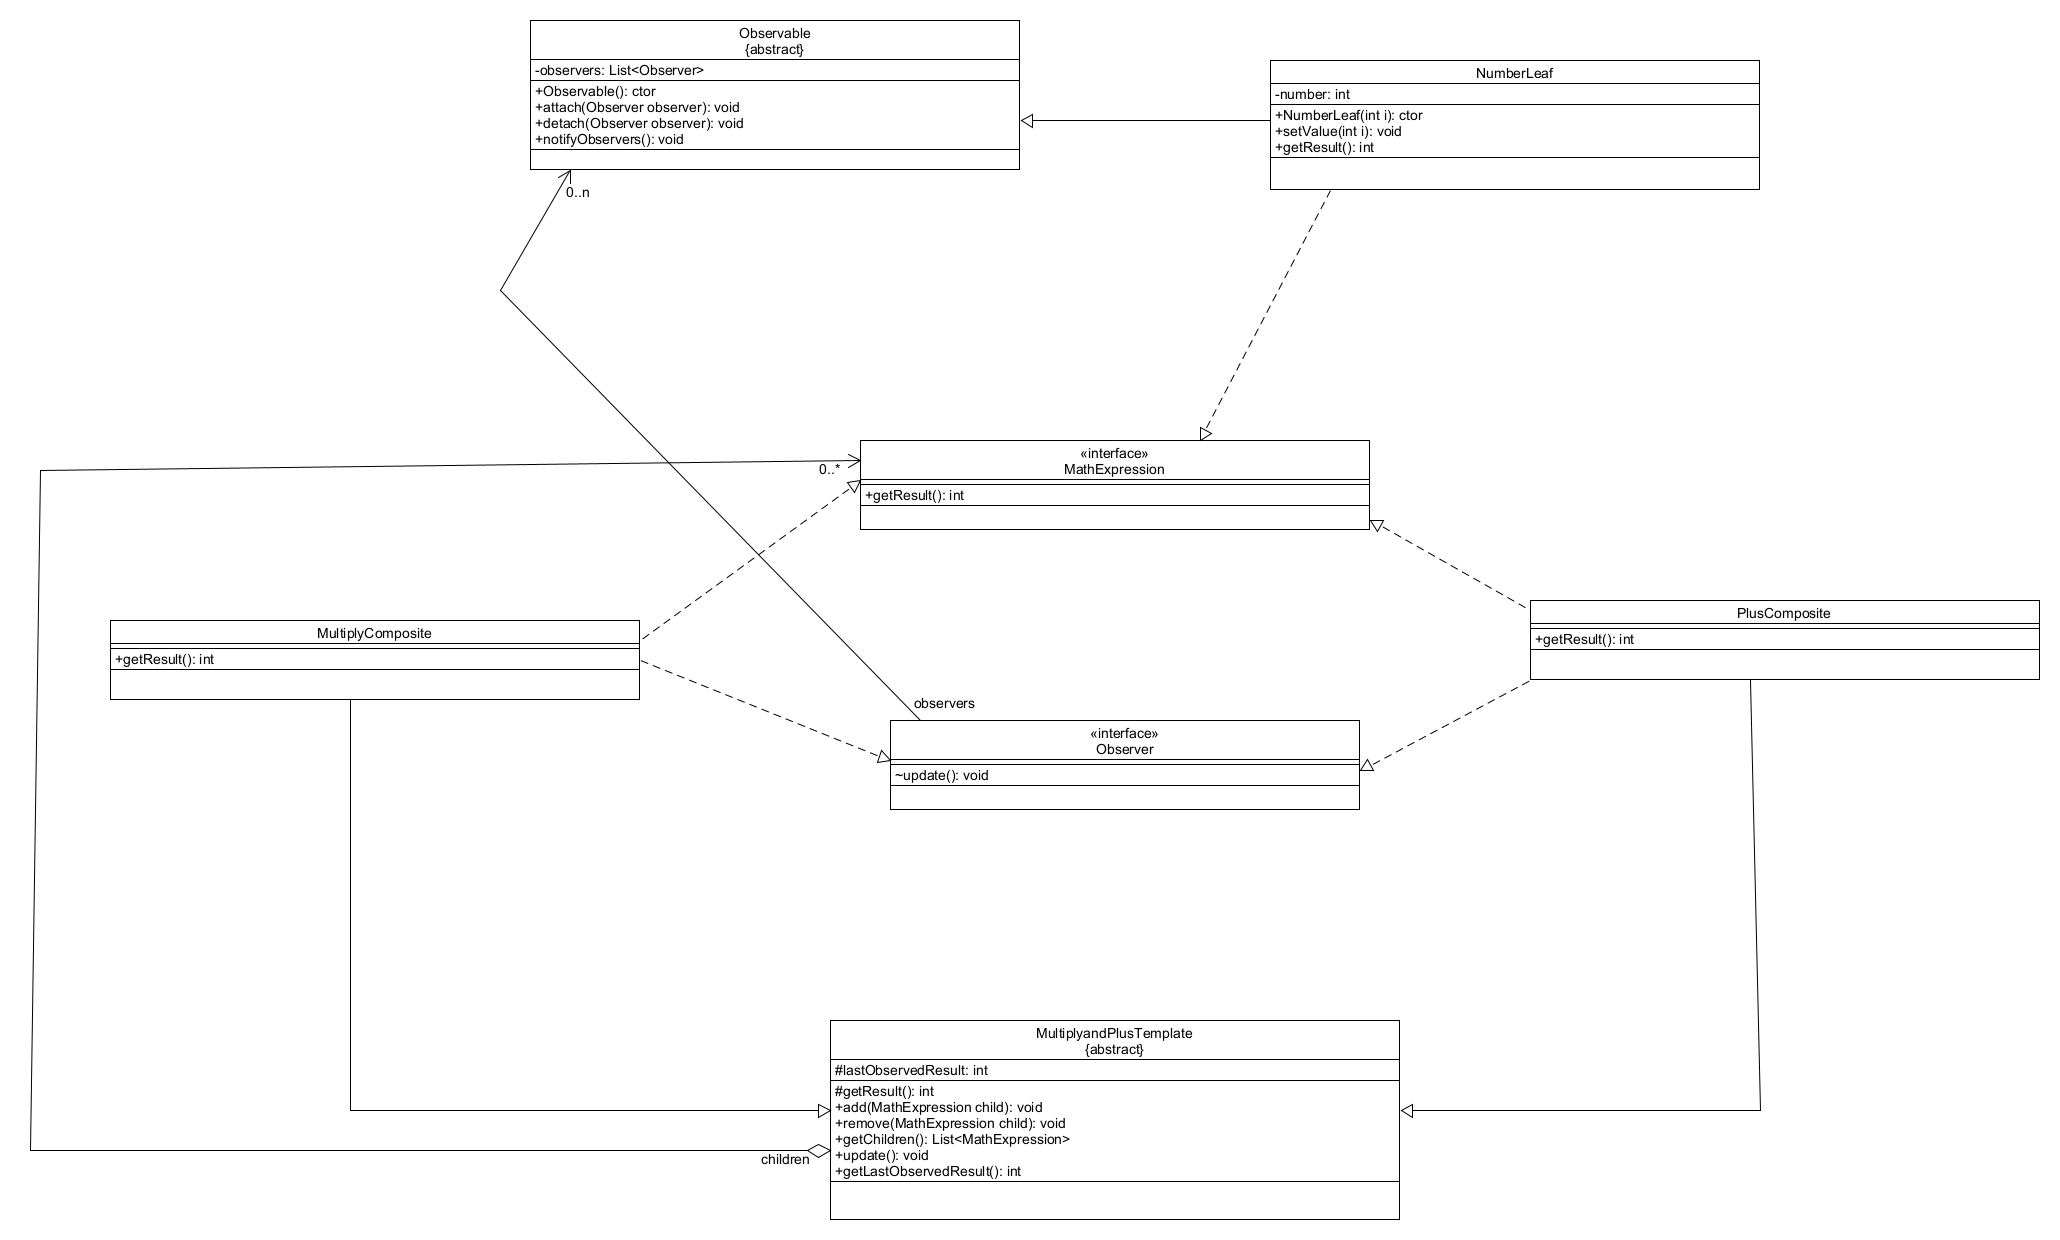 Observable
{abstract}
-observers: List<Observer>
+Observable(): ctor
+attach(Observer observer): void
+detach(Observer observer): void
+notifyObservers(): void
0..n
NumberLeaf
-number: int
+NumberLeaf(int i): ctor
+setValue(int i): void
+getResult(): int
«interface»
MathExpression
+getResult(): int
0..*
MultiplyComposite
+getResult(): int
PlusComposite
+getResult(): int
observers
«interface»
Observer
~update(): void
MultiplyandPlusTemplate
{abstract}
#lastObservedResult: int
#getResult(): int
+add(MathExpression child): void
+remove(MathExpression child): void
+getChildren(): List<MathExpression>
+update(): void
+getLastObservedResult(): int
children